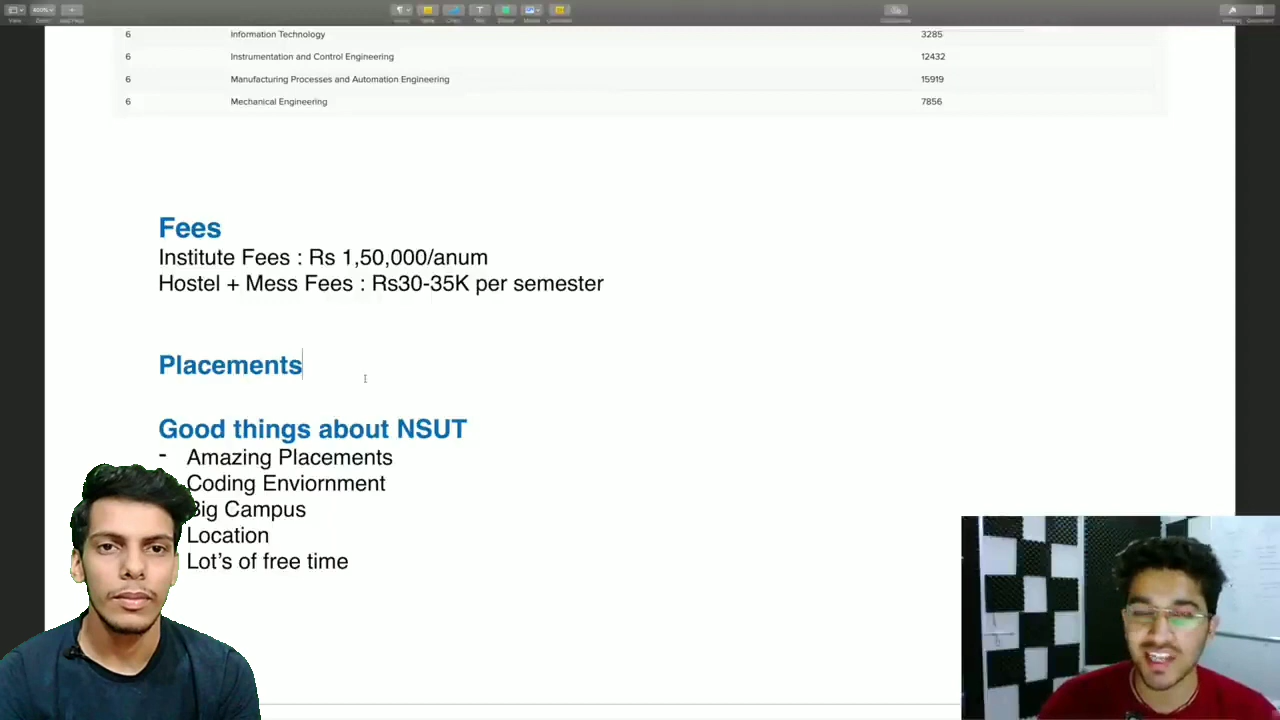 6 Information Technology 3285
6 Instrumentation and Control Engineering 12432
6 Manufacturing Processes and Automation Engineering 15919
6 Mechanical Engineering 7856
Fees
Institute Fees : Rs 1,50,000/anum
Hostel + Mess Fees : Rs30-35K per semester
Placements
Good things about NSUT
- Amazing Placements
Coding Enviornment
Big Campus
Location
Lot's of free time